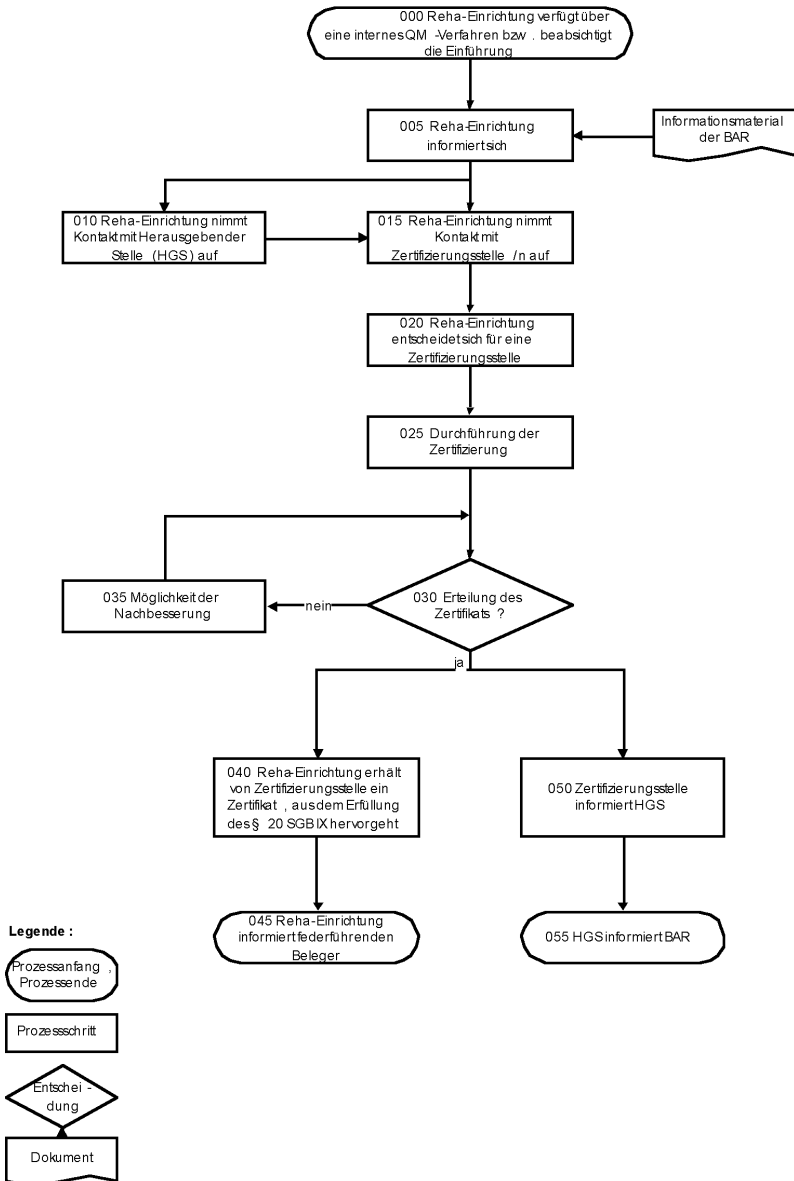 000 Reha-Einrichtung verfügt über
eine internes QM -Verfahren bzw . beabsichtigt
die Einführung
005 Reha-Einrichtung
informiert sich
Informationsmaterial
der BAR
010 Reha-Einrichtung nimmt
Kontakt mit Herausgebender
Stelle (HGS) auf
015 Reha-Einrichtung nimmt
Kontakt mit
Zertifizierungsstelle /n auf
020 Reha-Einrichtung
entscheidet sich für eine
Zertifizierungsstelle
025 Durchführung der
Zertifizierung
035 Möglichkeit der
Nachbesserung
nein
030 Erteilung des
Zertifikats ?
ja
040 Reha-Einrichtung erhält
von Zertifizierungsstelle ein
Zertifikat , aus dem Erfüllung
des § 20 SGB IX hervorgeht
050 Zertifizierungsstelle
informiert HGS
045 Reha-Einrichtung
informiert federführenden
Beleger
055 HGS informiert BAR
Legende :
Prozessanfang ,
Prozessende
Prozessschritt
Entschei -
dung
Dokument